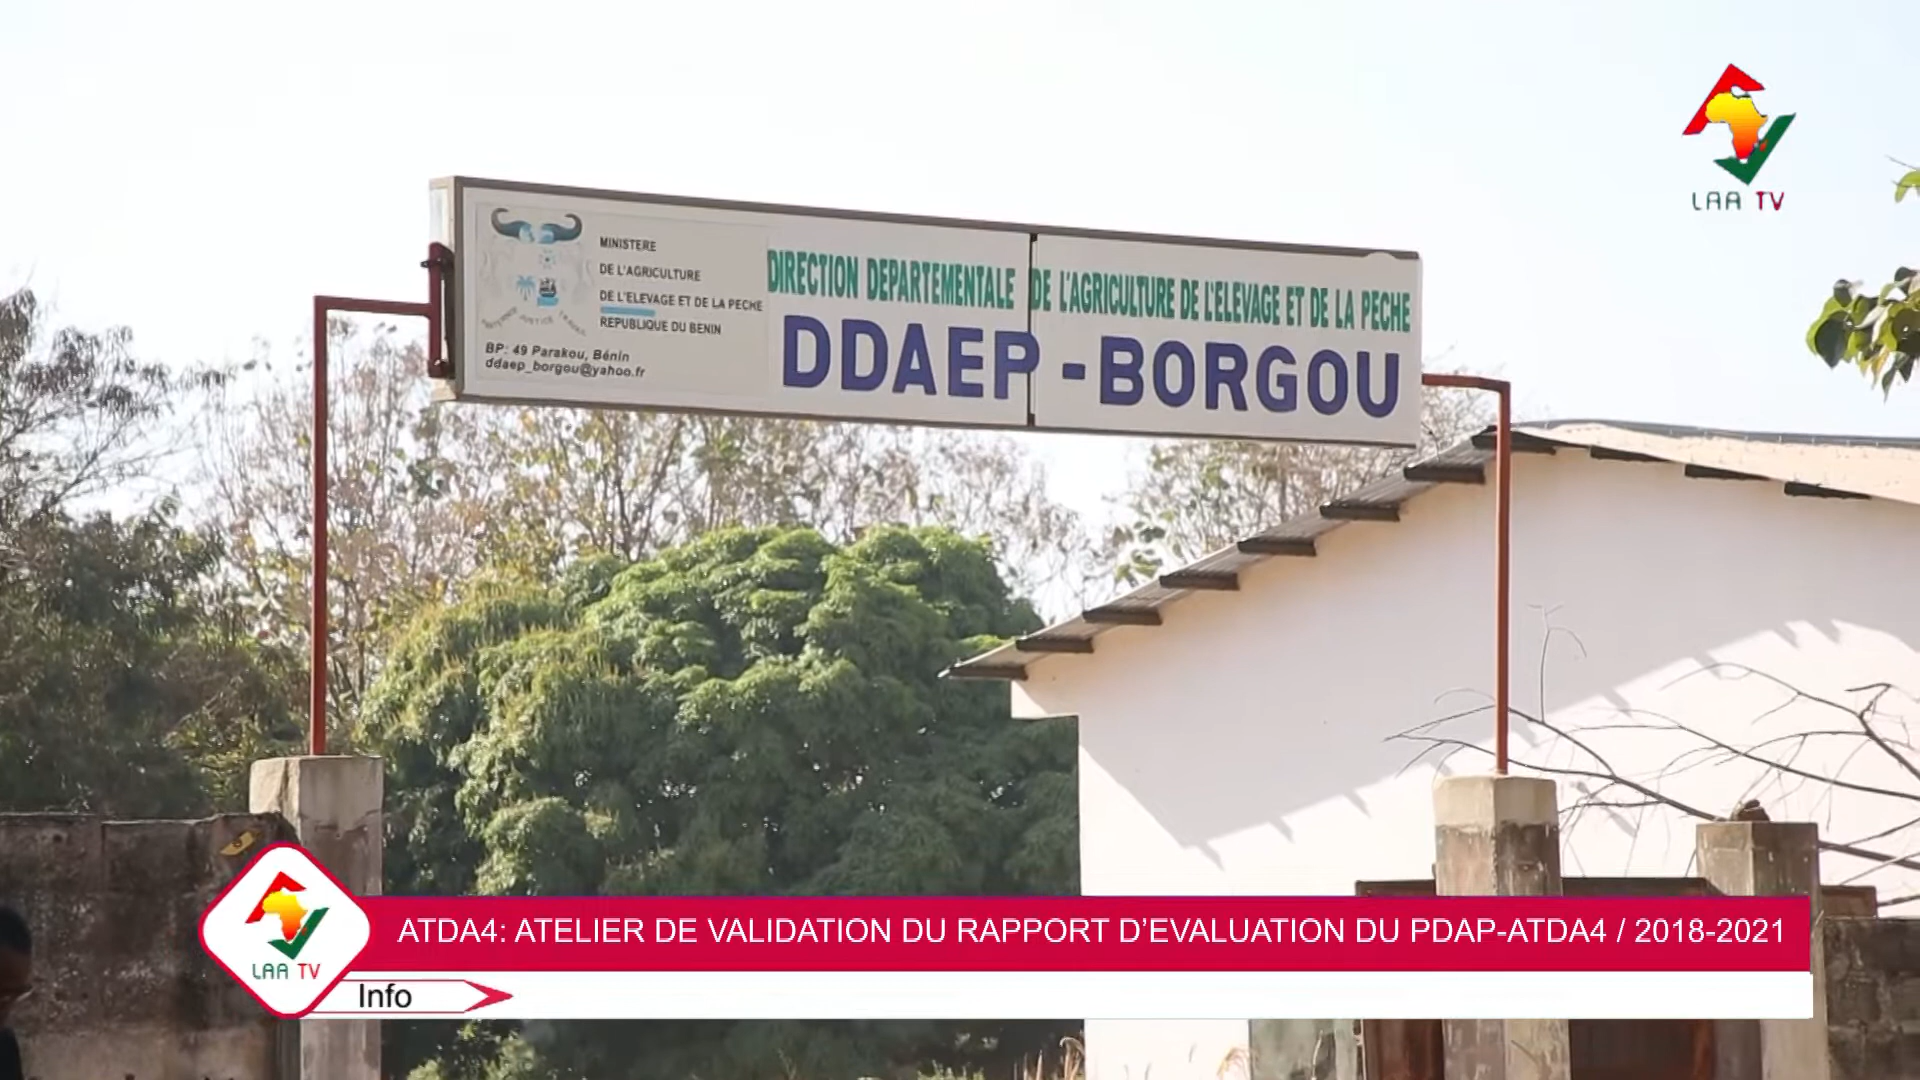 LAA TV
MINISTERE
DE L'AGRICULTURE
DE L'ELEVAGE ET DE LA PECHE
REPUBLIQUE DU BENIN
BP: 49 Parakou, Bénin
ddaep_borgou@yahoo.fr
DIRECTION DEPARTEMENTALE DE L'AGRICULTURE DE L'ELEVAGE ET DE LA PECHE
DDAEP - BORGOU
ATDA4: ATELIER DE VALIDATION DU RAPPORT D'EVALUATION DU PDAP-ATDA4 / 2018-2021
LAA TV
Info